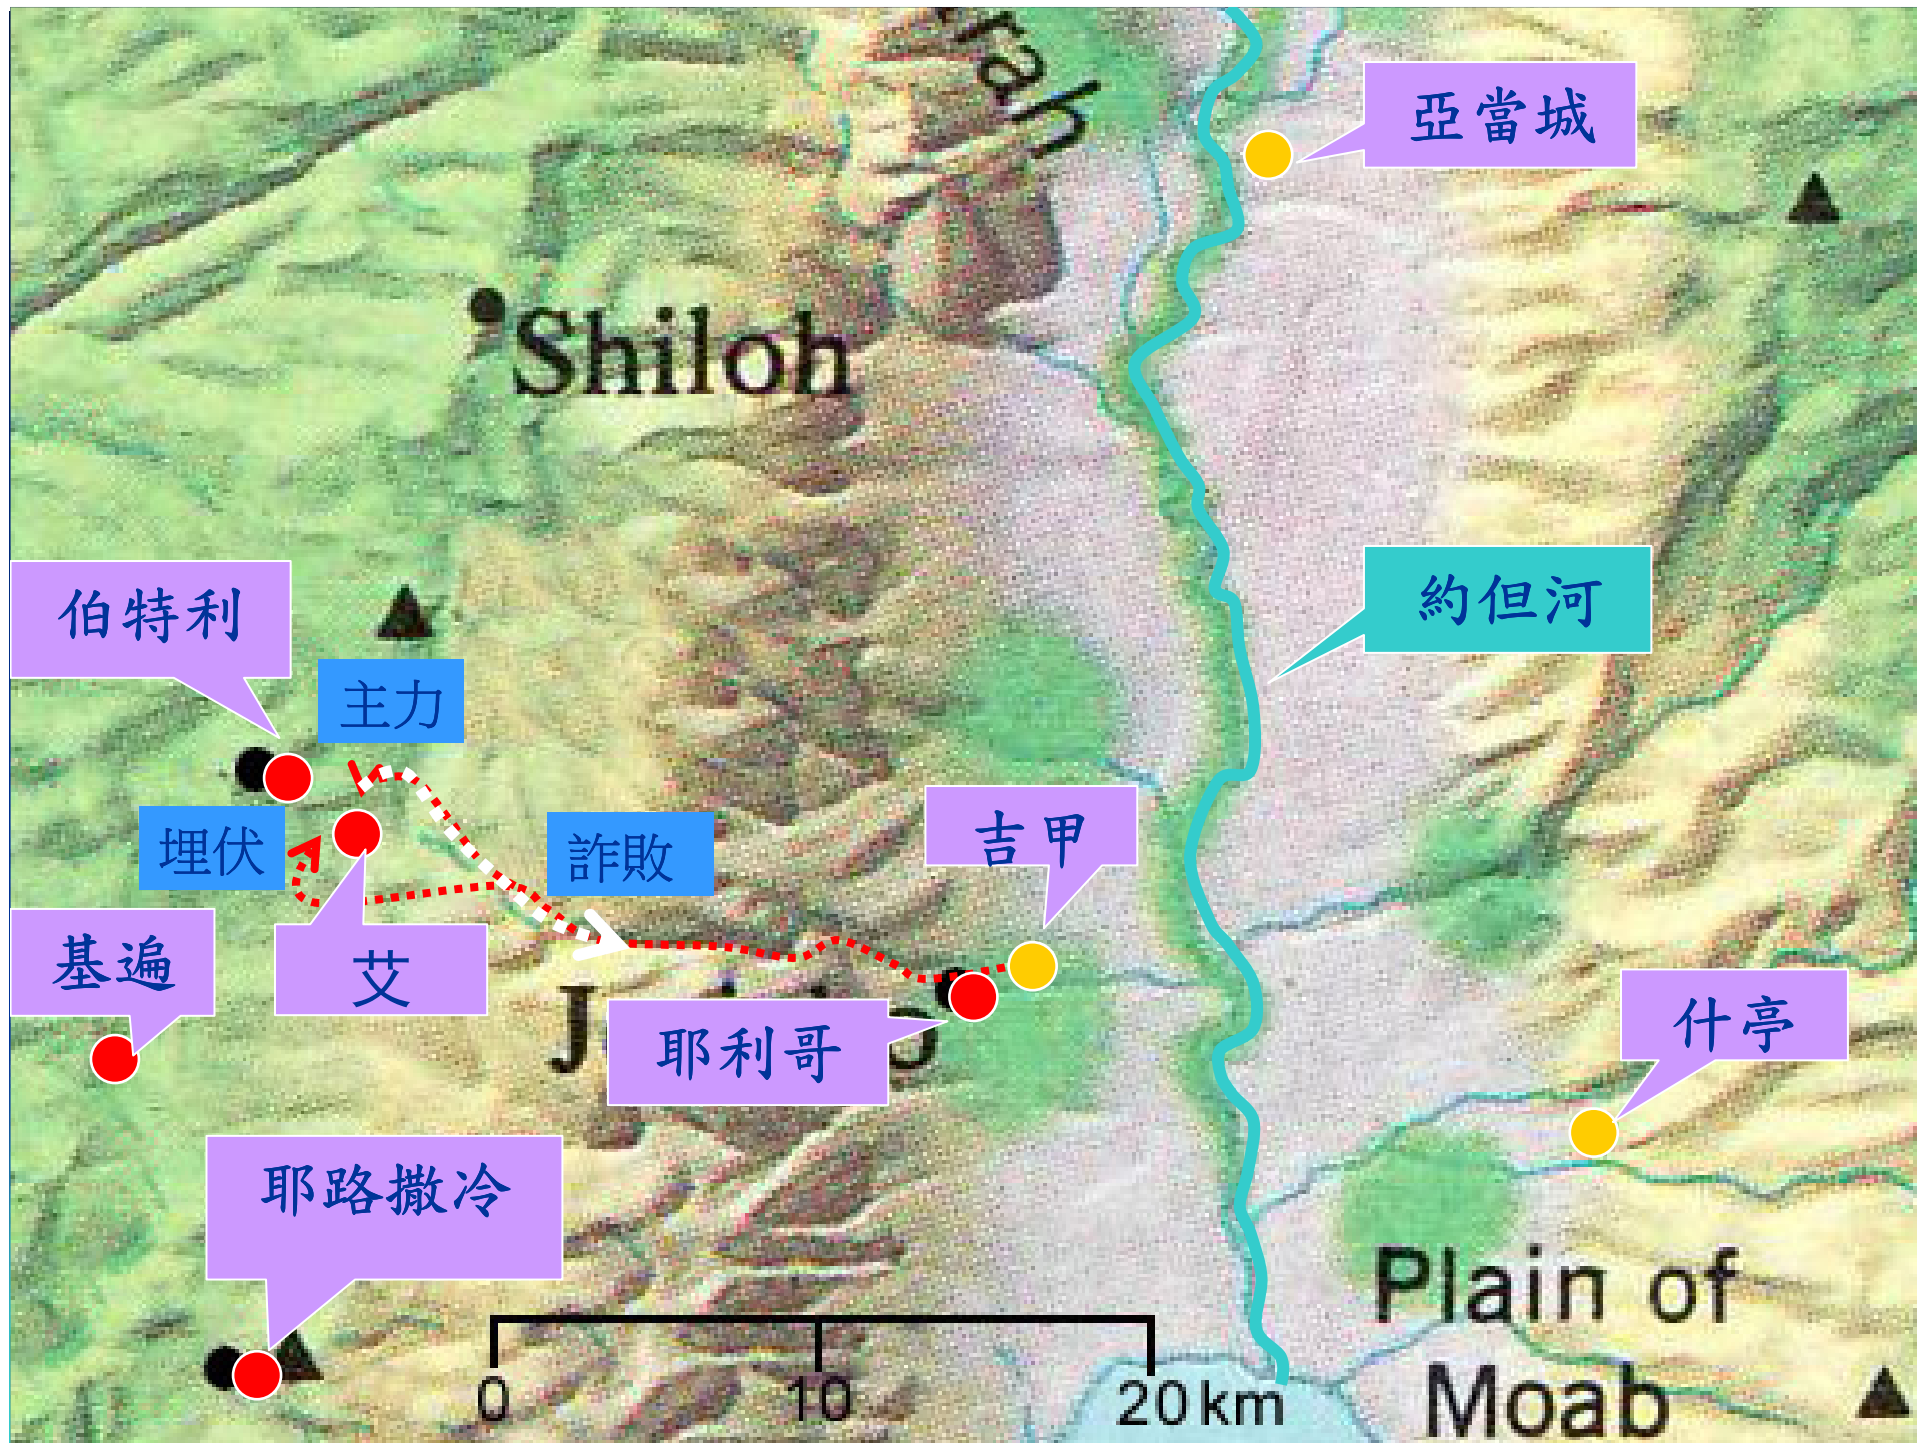 rah
亞當城
Shiloh
伯特利
約但河
主力
埋伏
詐敗
吉甲
基遍
艾
耶利哥
什亭
耶路撒冷
Plain of
Moab
0 10 20 km